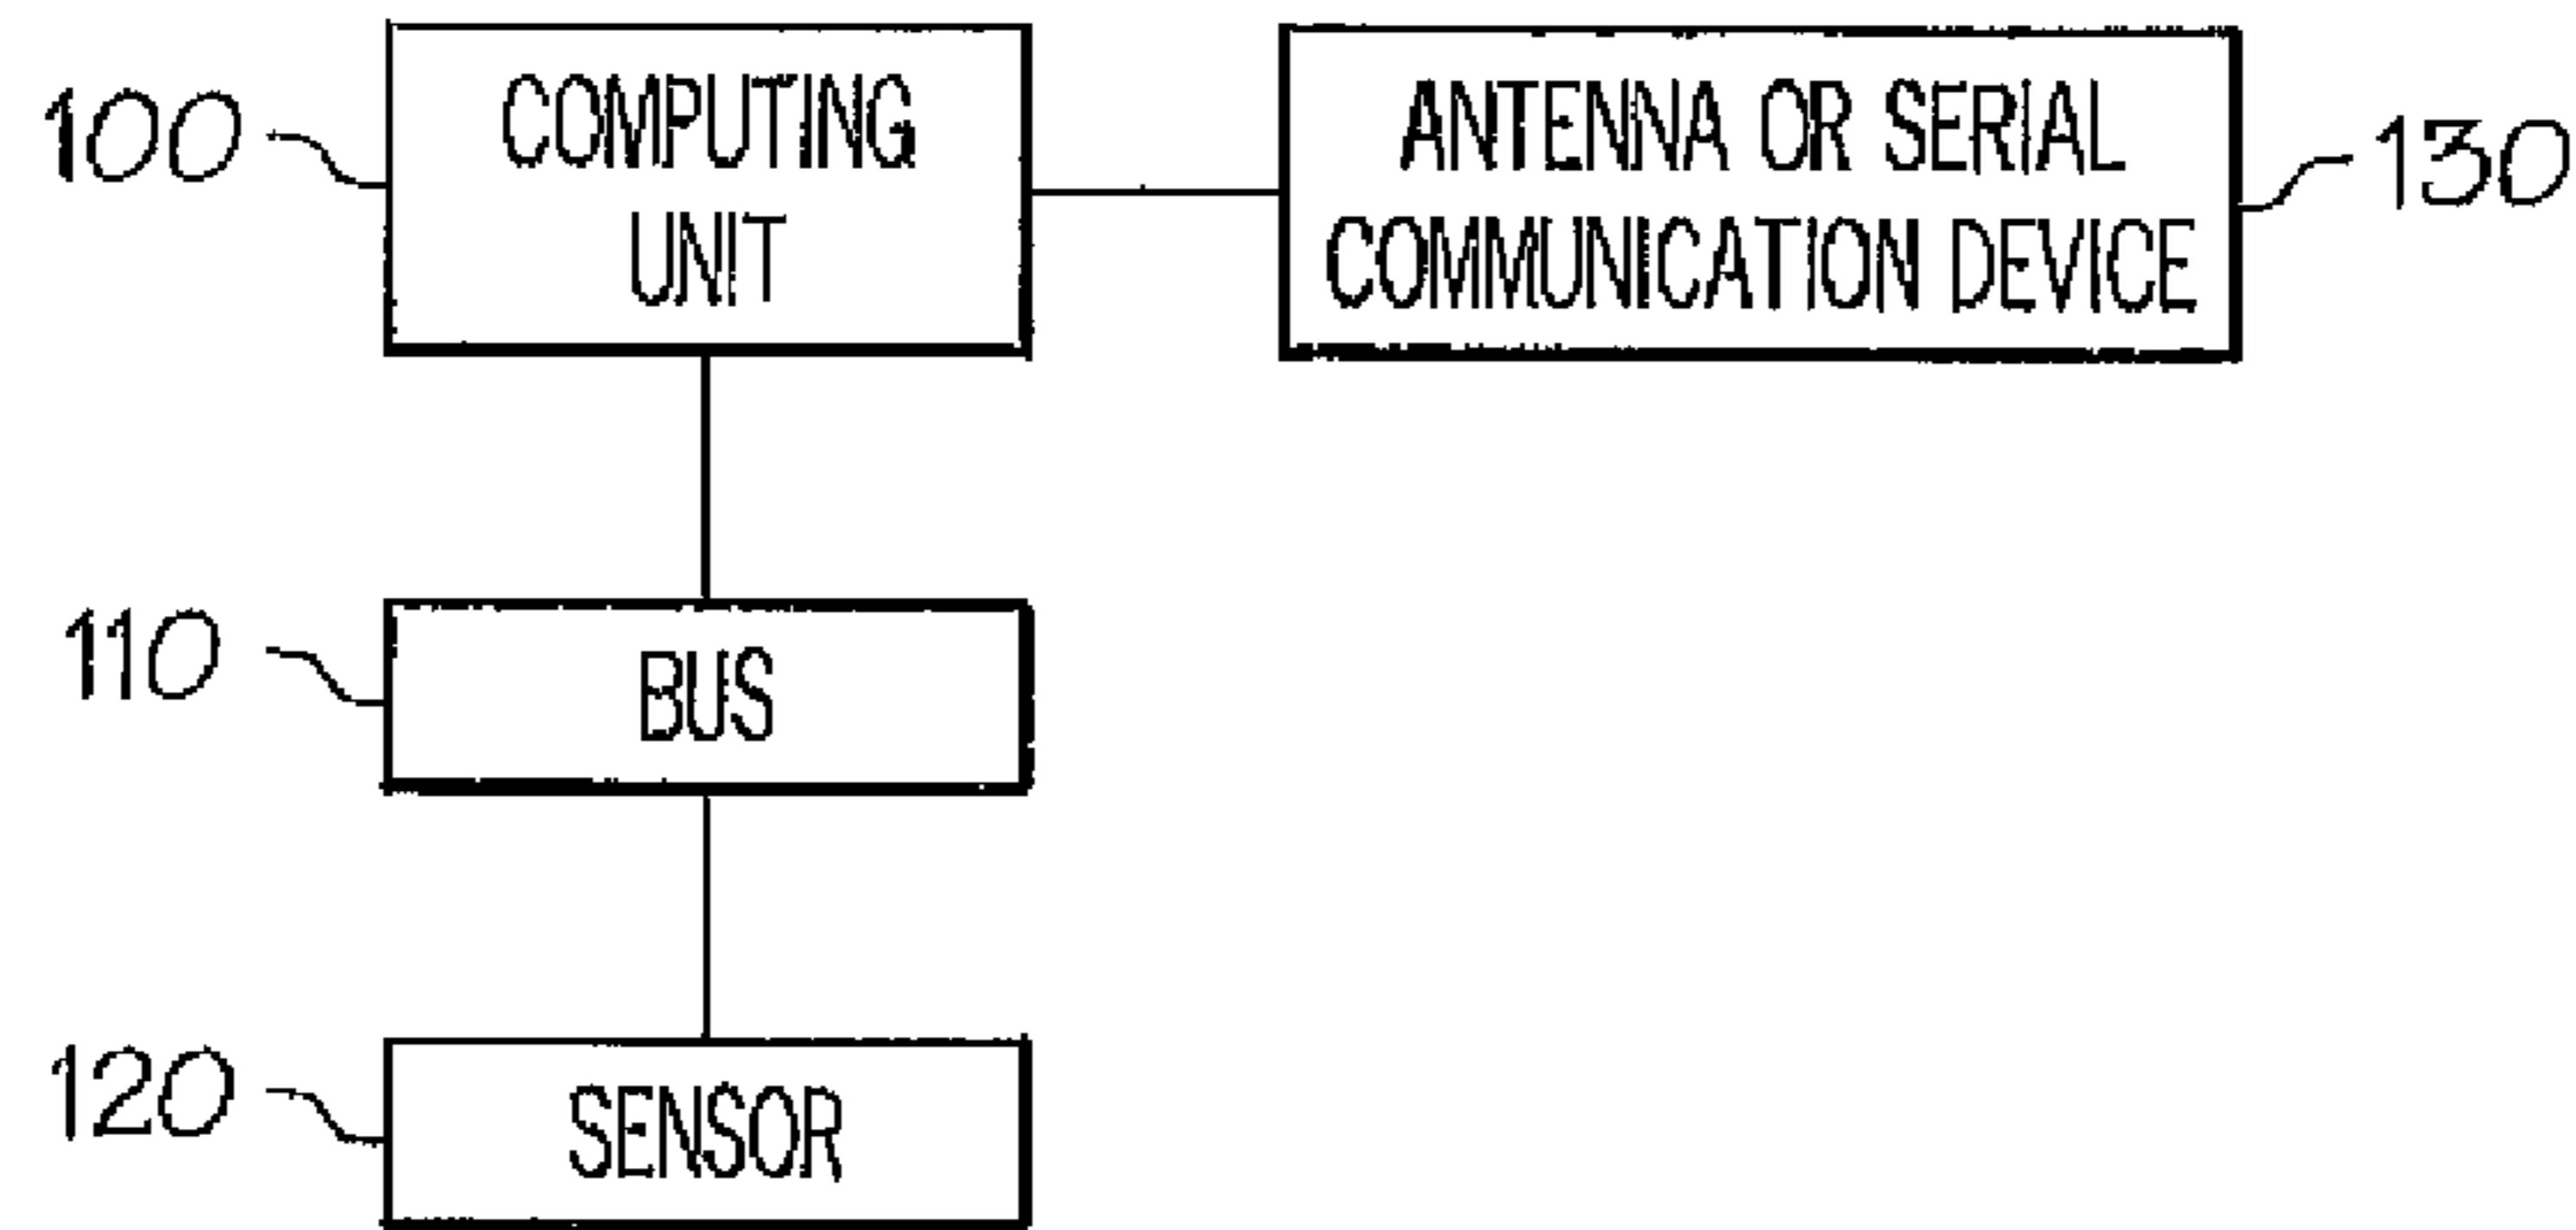 100
COMPUTING
UNIT
ANTENNA OR SERIAL
COMMUNICATION DEVICE
130
110
BUS
120
SENSOR